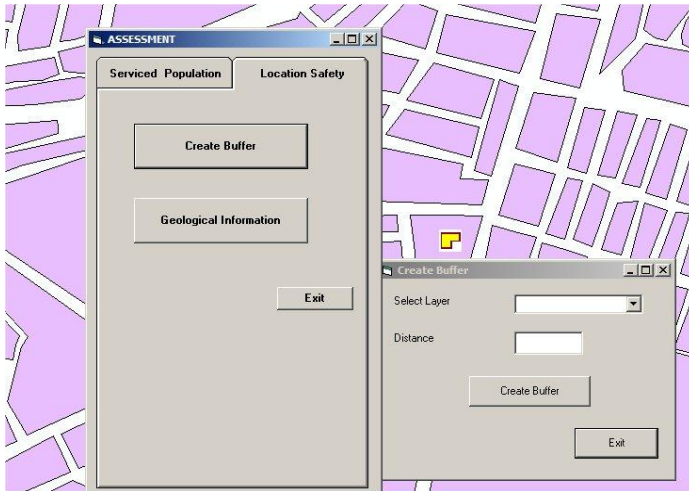 ASSESSMENT
Serviced Population
Location Safety
Create Buffer
Geological Information
Exit
Create Buffer
Select Layer
Distance
Create Buffer
Exit